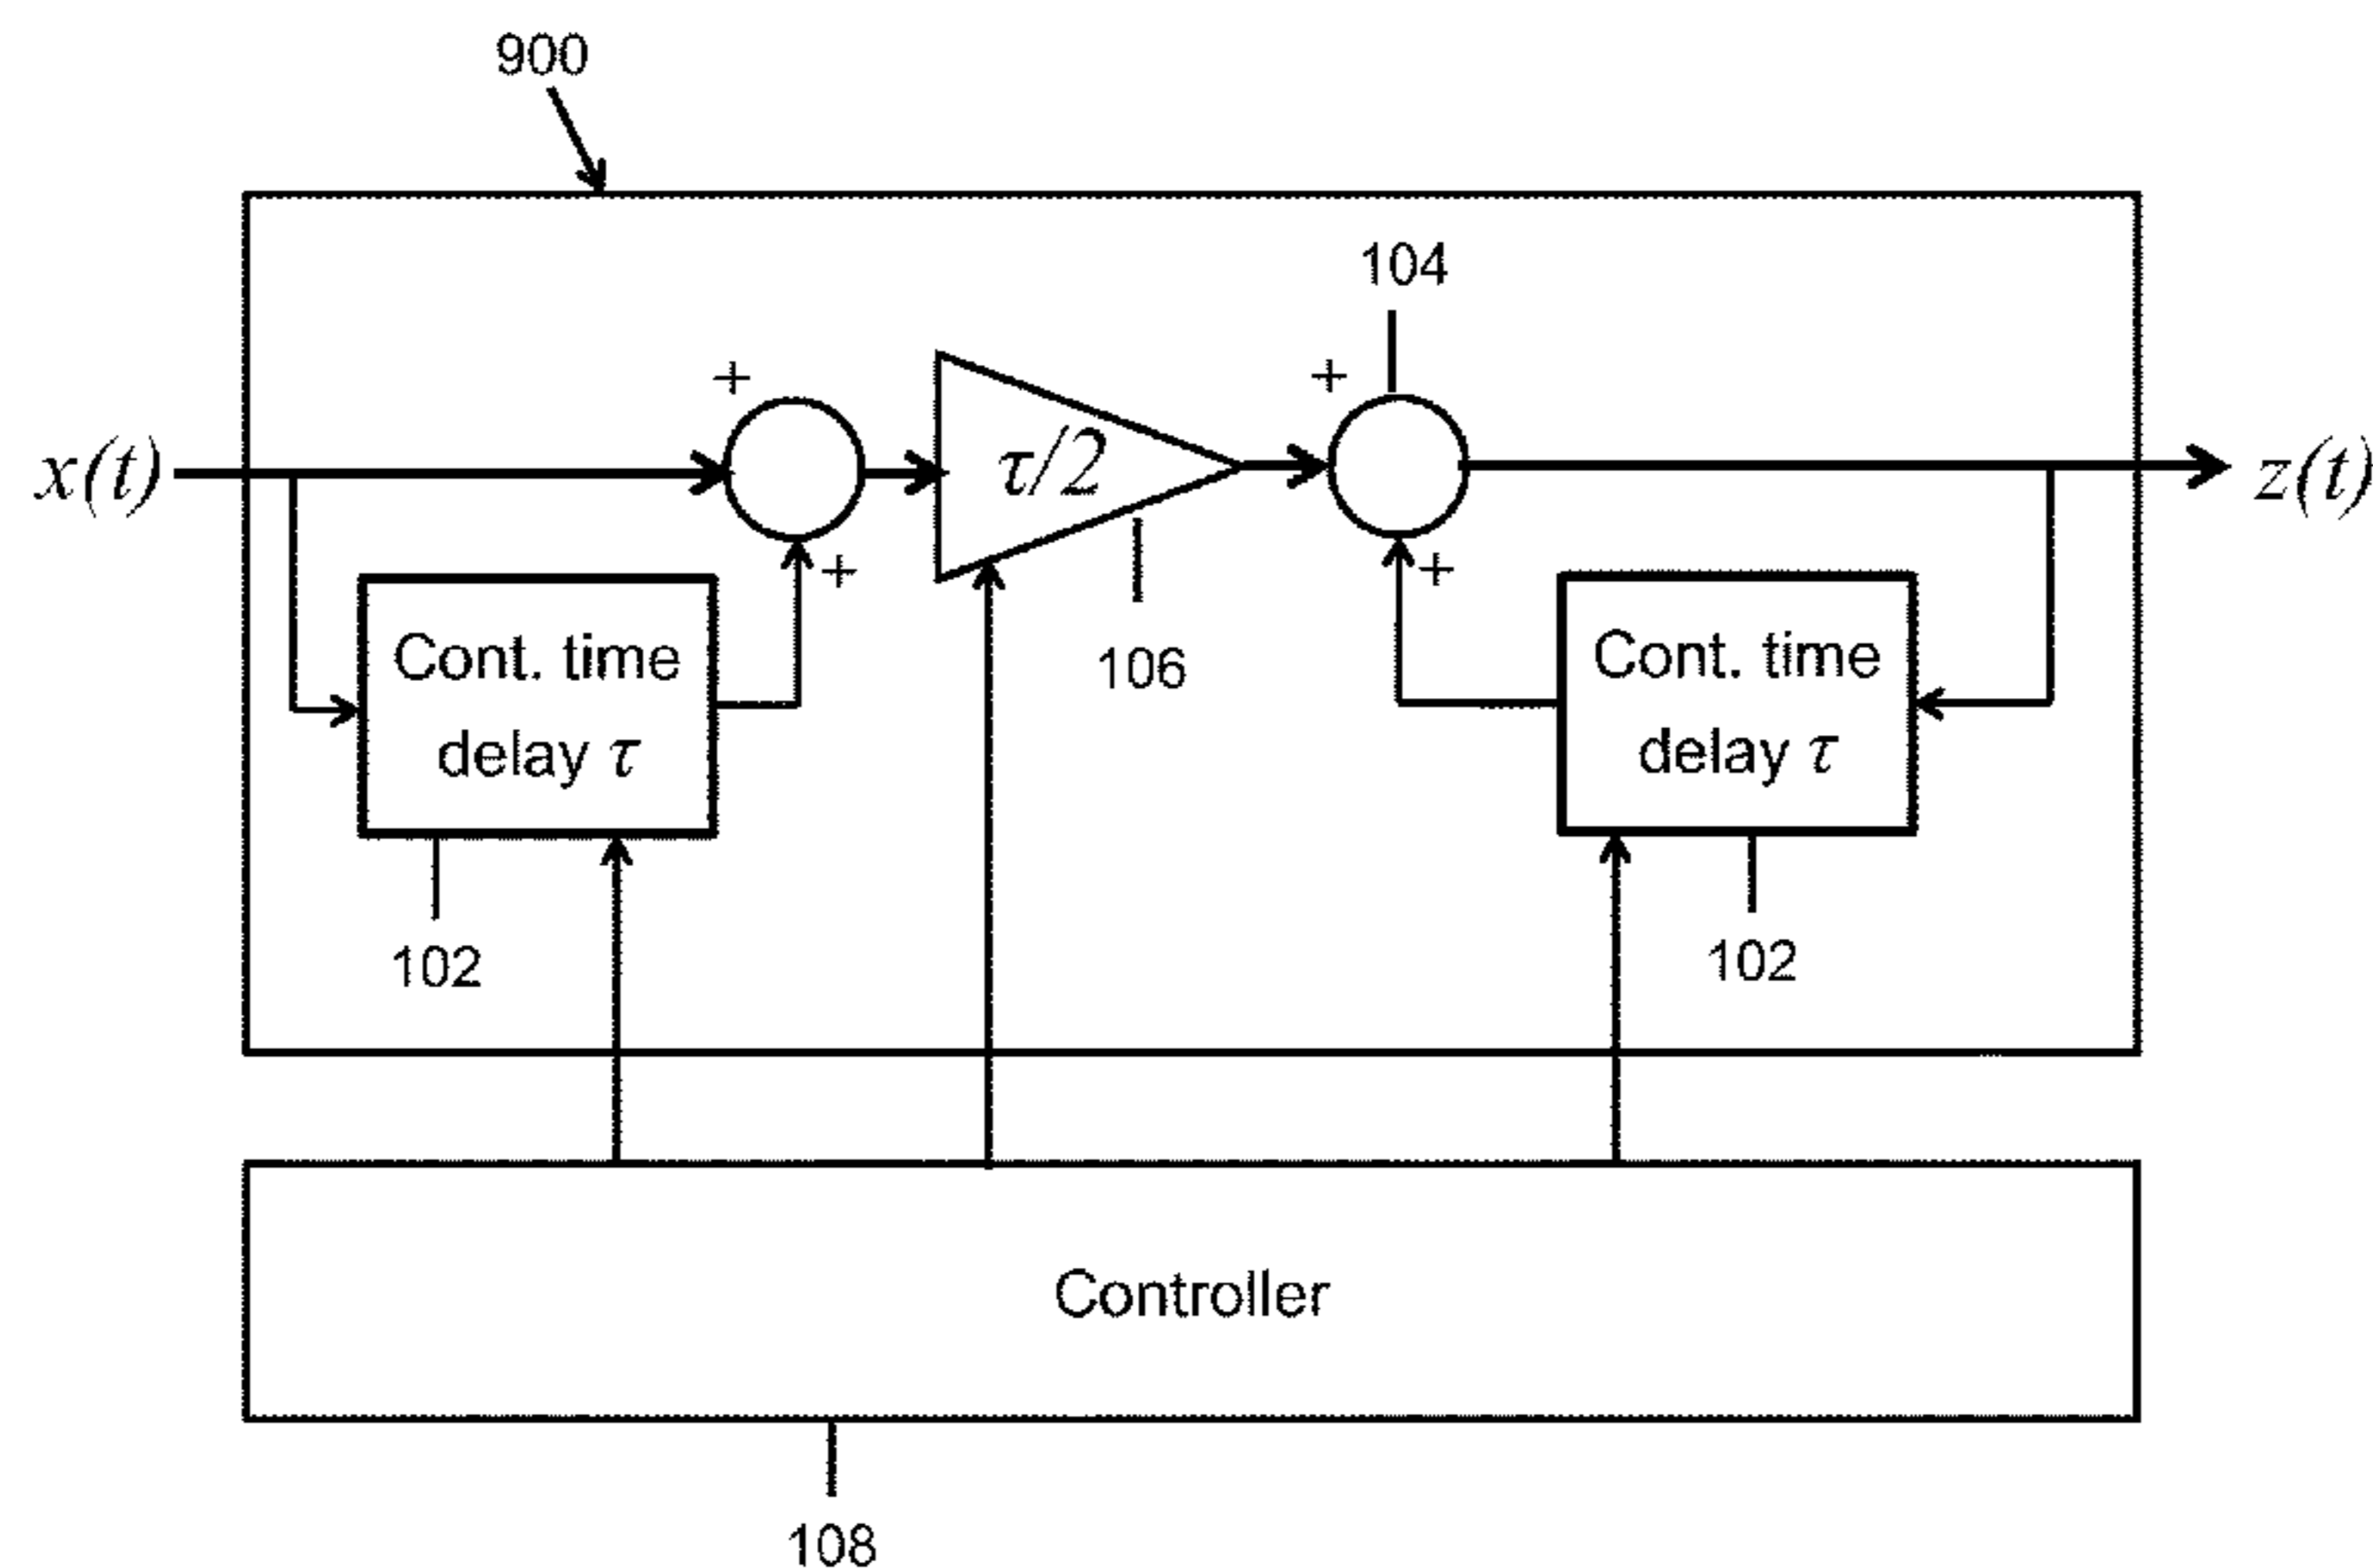 900
104
+
+
x(t)
τ/2
z(t)
+
+
Cont. time
delay τ
106
Cont. time
delay τ
102
102
Controller
108